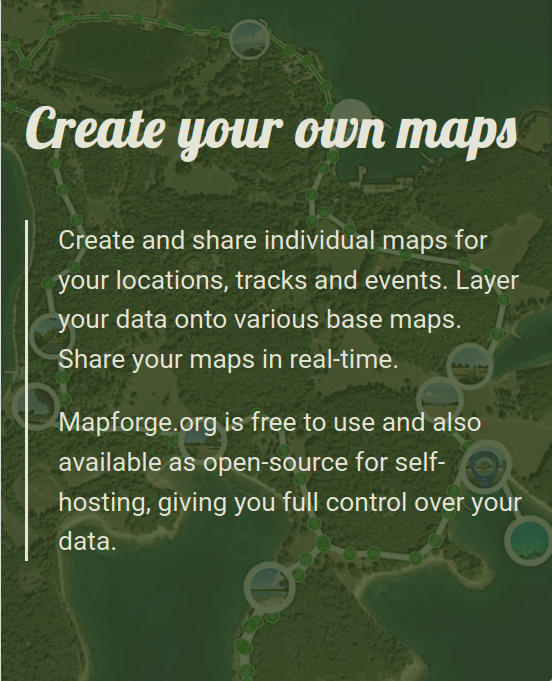 Create your own maps
Create and share individual maps for
your locations, tracks and events. Layer
your data onto various base maps.
Share your maps in real-time.
Mapforge.org is free to use and also
available as open-source for self-
hosting, giving you full control over your
data.